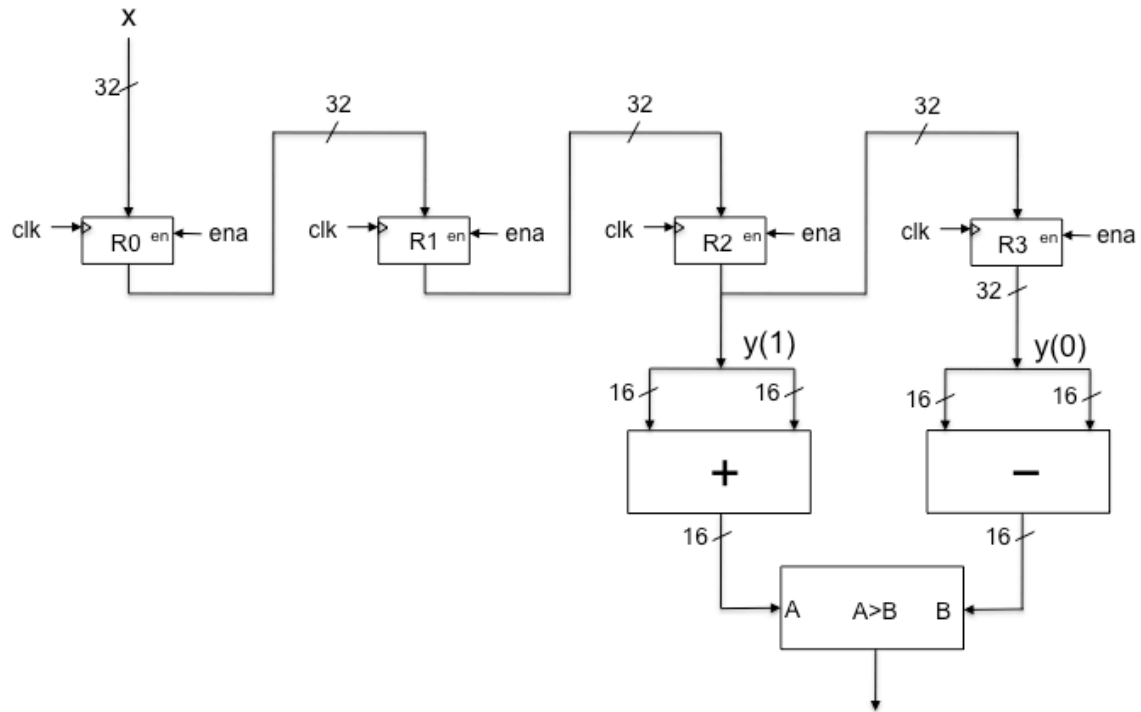 x
32
32
32
32
clk R0 en ena
clk R1 en ena
clk R2 en ena
clk R3 en ena
32
y(1)
y(0)
16 16
16 16
+
−
16
16
A A>B B